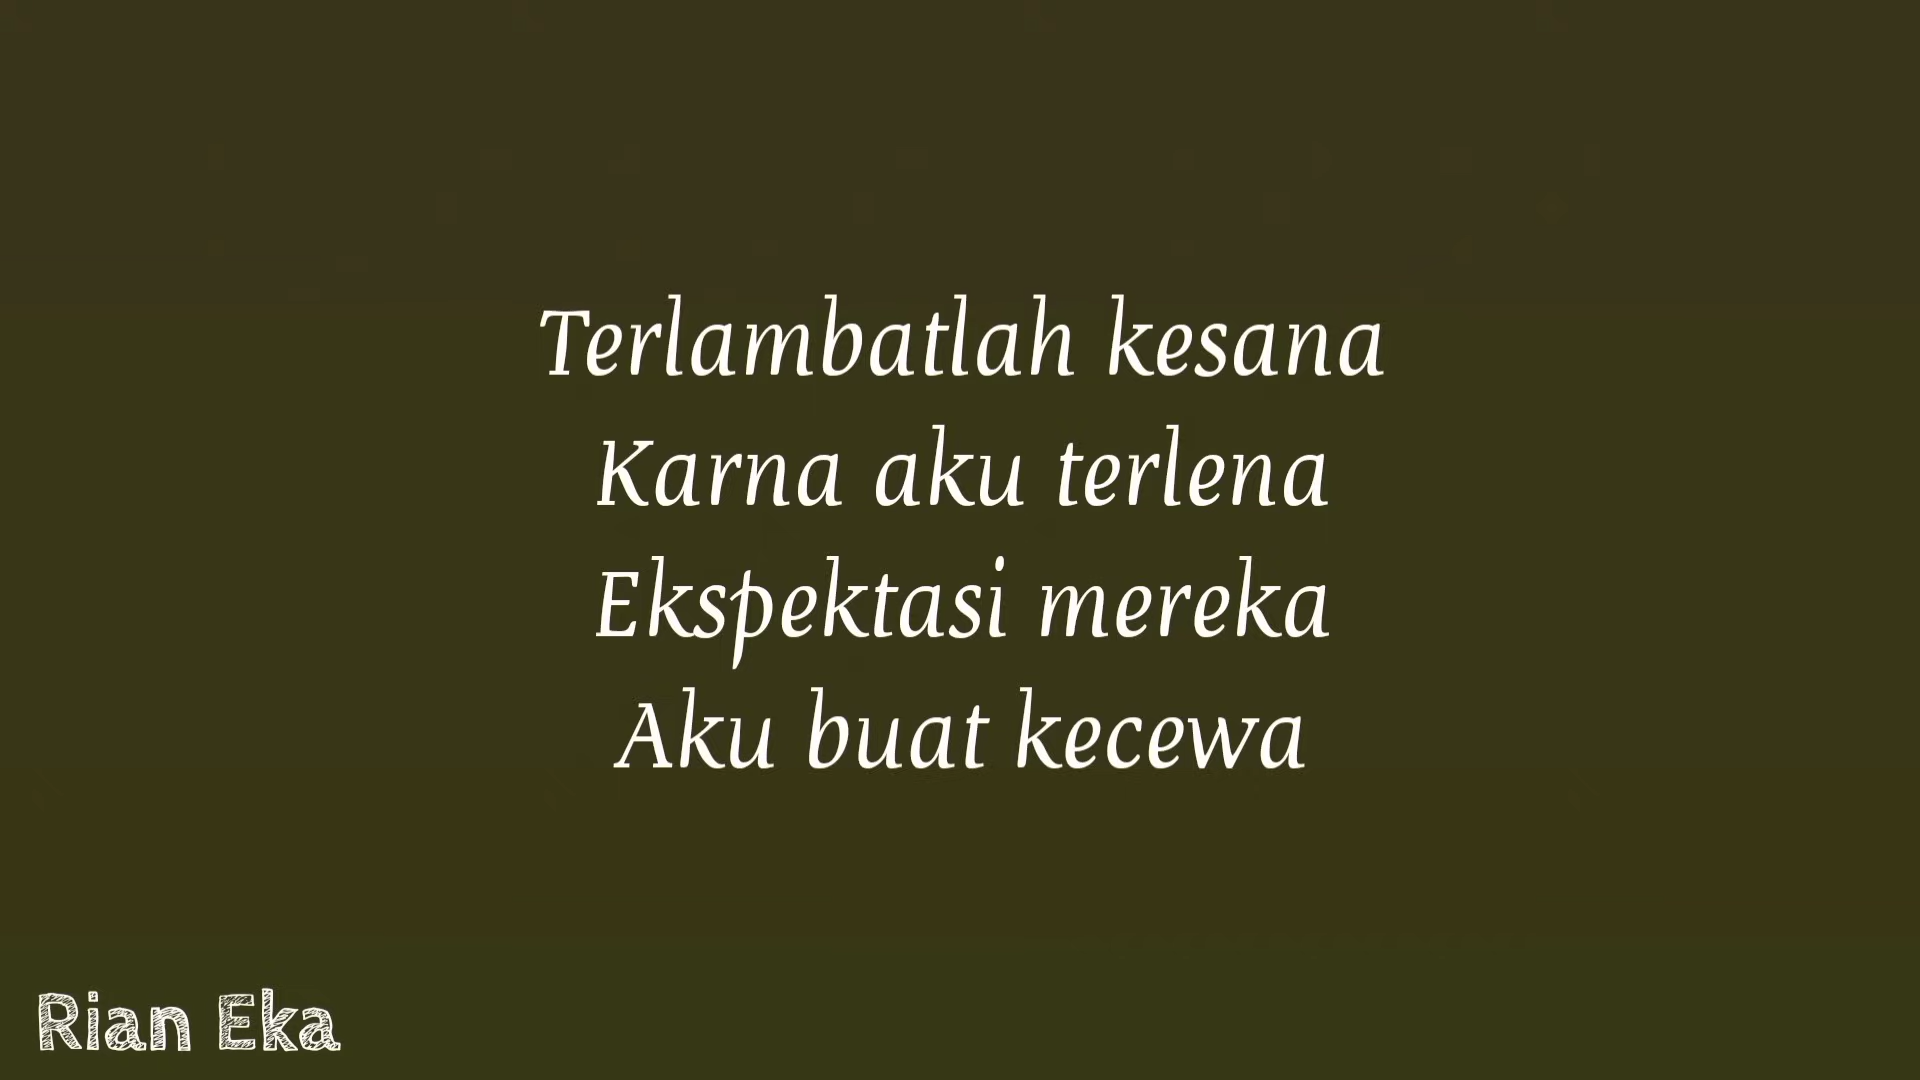 Terlambatlah kesana
Karna aku terlena
Ekspektasi mereka
Aku buat kecewa
Rian Eka